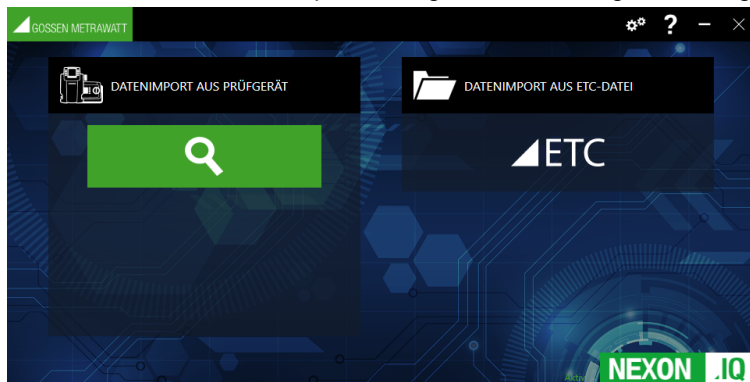 GOSSEN METRAWATT
?
DATENIMPORT AUS PRÜFGERÄT
DATENIMPORT AUS ETC-DATEI
ETC
NEXON .IQ